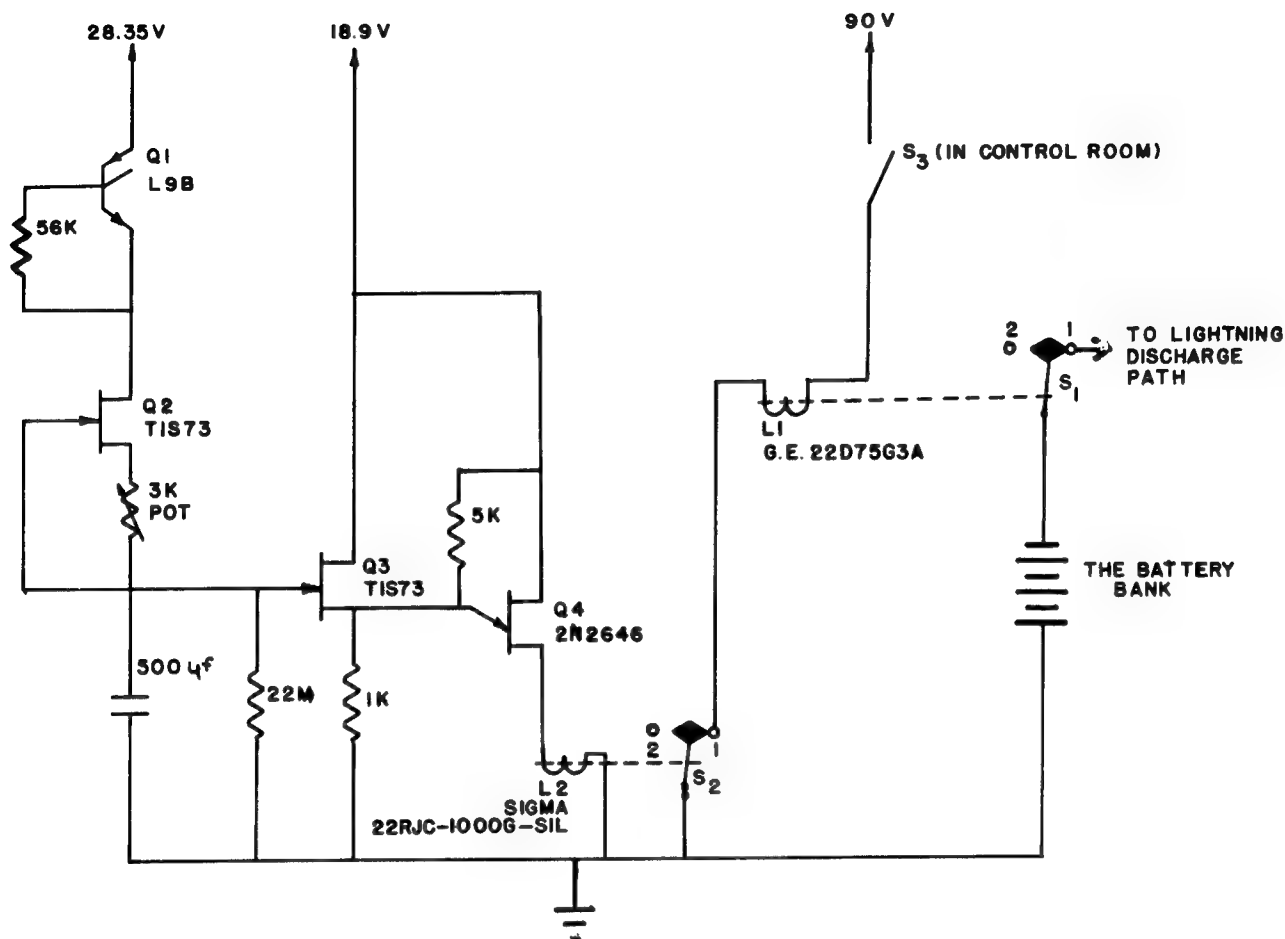 28.35V
18.9V
90V
Q1
L9B
S3 (IN CONTROL ROOM)
56K
2
1
TO LIGHTNING
DISCHARGE
PATH
S1
Q2
TIS73
L1
G.E. 22D75G3A
3K
POT
5K
Q3
TIS73
THE BATTERY
BANK
Q4
2N2646
500 μf
22M
1K
2
1
S2
L2
SIGMA
22RJC-1000G-SIL